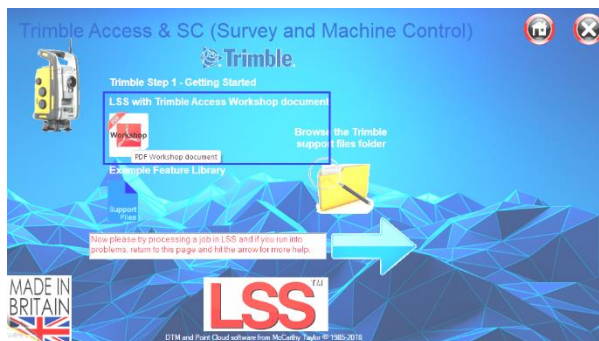 Trimble Access & SC (Survey and Machine Control)
Trimble.
Trimble Step 1 - Getting Started
LSS with Trimble Access Workshop document
PDF
Workshop
PDF Workshop document
Browse the Trimble
support files folder
Example Feature Library
Support
Files
Now please by processing a job in LSS and if you run into
problems, return to this page and hit the arrow for more help.
MADE IN
BRITAIN
LSS™
DTM and Point Cloud software from McCarthy Taylor © 1985-2018